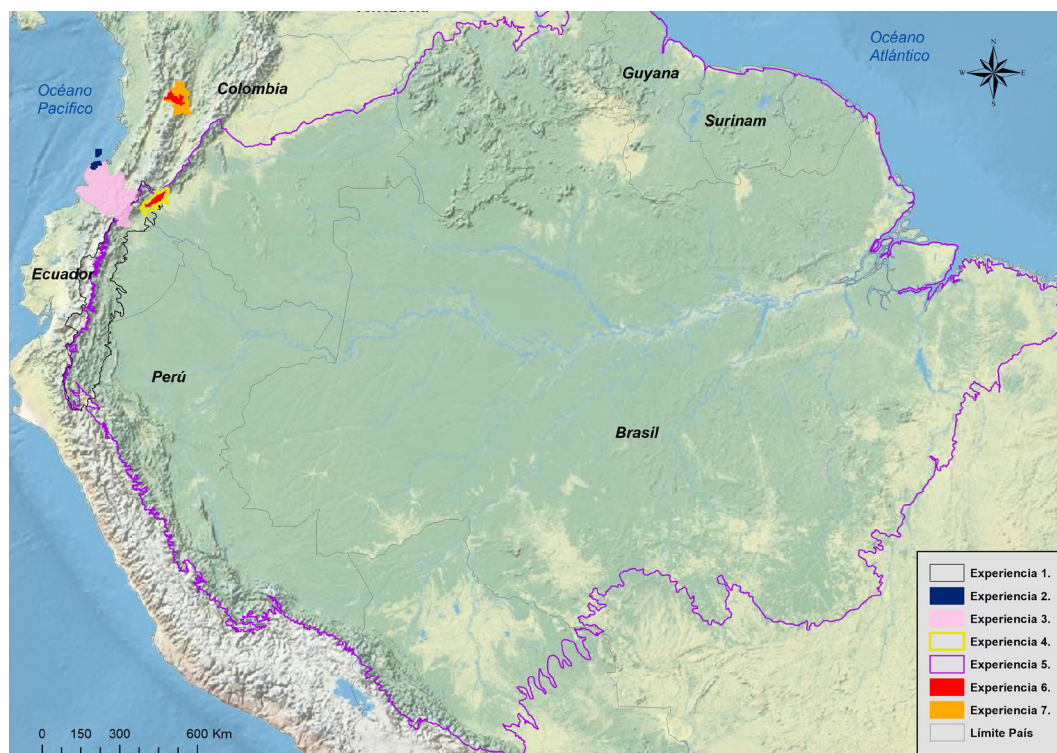 Océano
Atlántico
N
W
E
S
Guyana
Colombia
Océano
Pacífico
Surinam
Ecuador
Perú
Brasil
Experiencia 1.
Experiencia 2.
Experiencia 3.
Experiencia 4.
Experiencia 5.
Experiencia 6.
Experiencia 7.
Límite País
0 150 300 600 Km